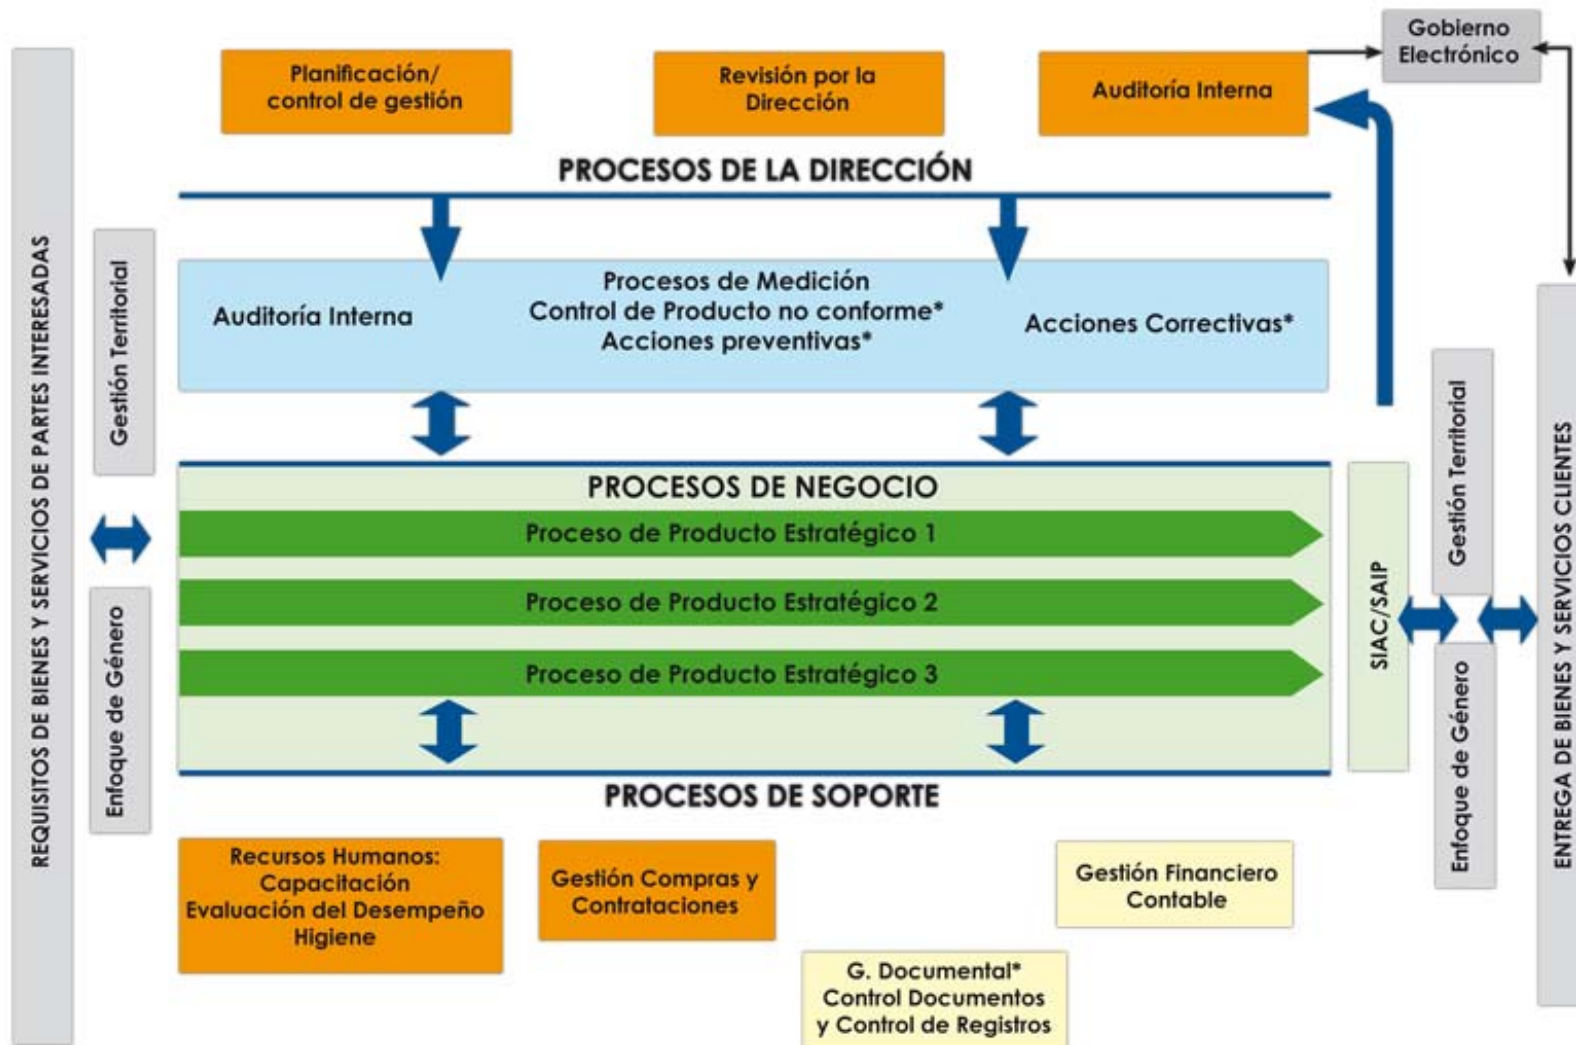 Planificación/
control de gestión
Revisión por la
Dirección
Auditoría Interna
Gobierno
Electrónico
PROCESOS DE LA DIRECCIÓN
REQUISITOS DE BIENES Y SERVICIOS DE PARTES INTERESADAS
Gestión Territorial
Enfoque de Género
Auditoría Interna
Procesos de Medición
Control de Producto no conforme*
Acciones preventivas*
Acciones Correctivas*
PROCESOS DE NEGOCIO
Proceso de Producto Estratégico 1
Proceso de Producto Estratégico 2
Proceso de Producto Estratégico 3
SIAC/SAIP
Gestión Territorial
Enfoque de Género
ENTREGA DE BIENES Y SERVICIOS CLIENTES
PROCESOS DE SOPORTE
Recursos Humanos:
Capacitación
Evaluación del Desempeño
Higiene
Gestión Compras y
Contrataciones
Gestión Financiero
Contable
G. Documental*
Control Documentos
y Control de Registros